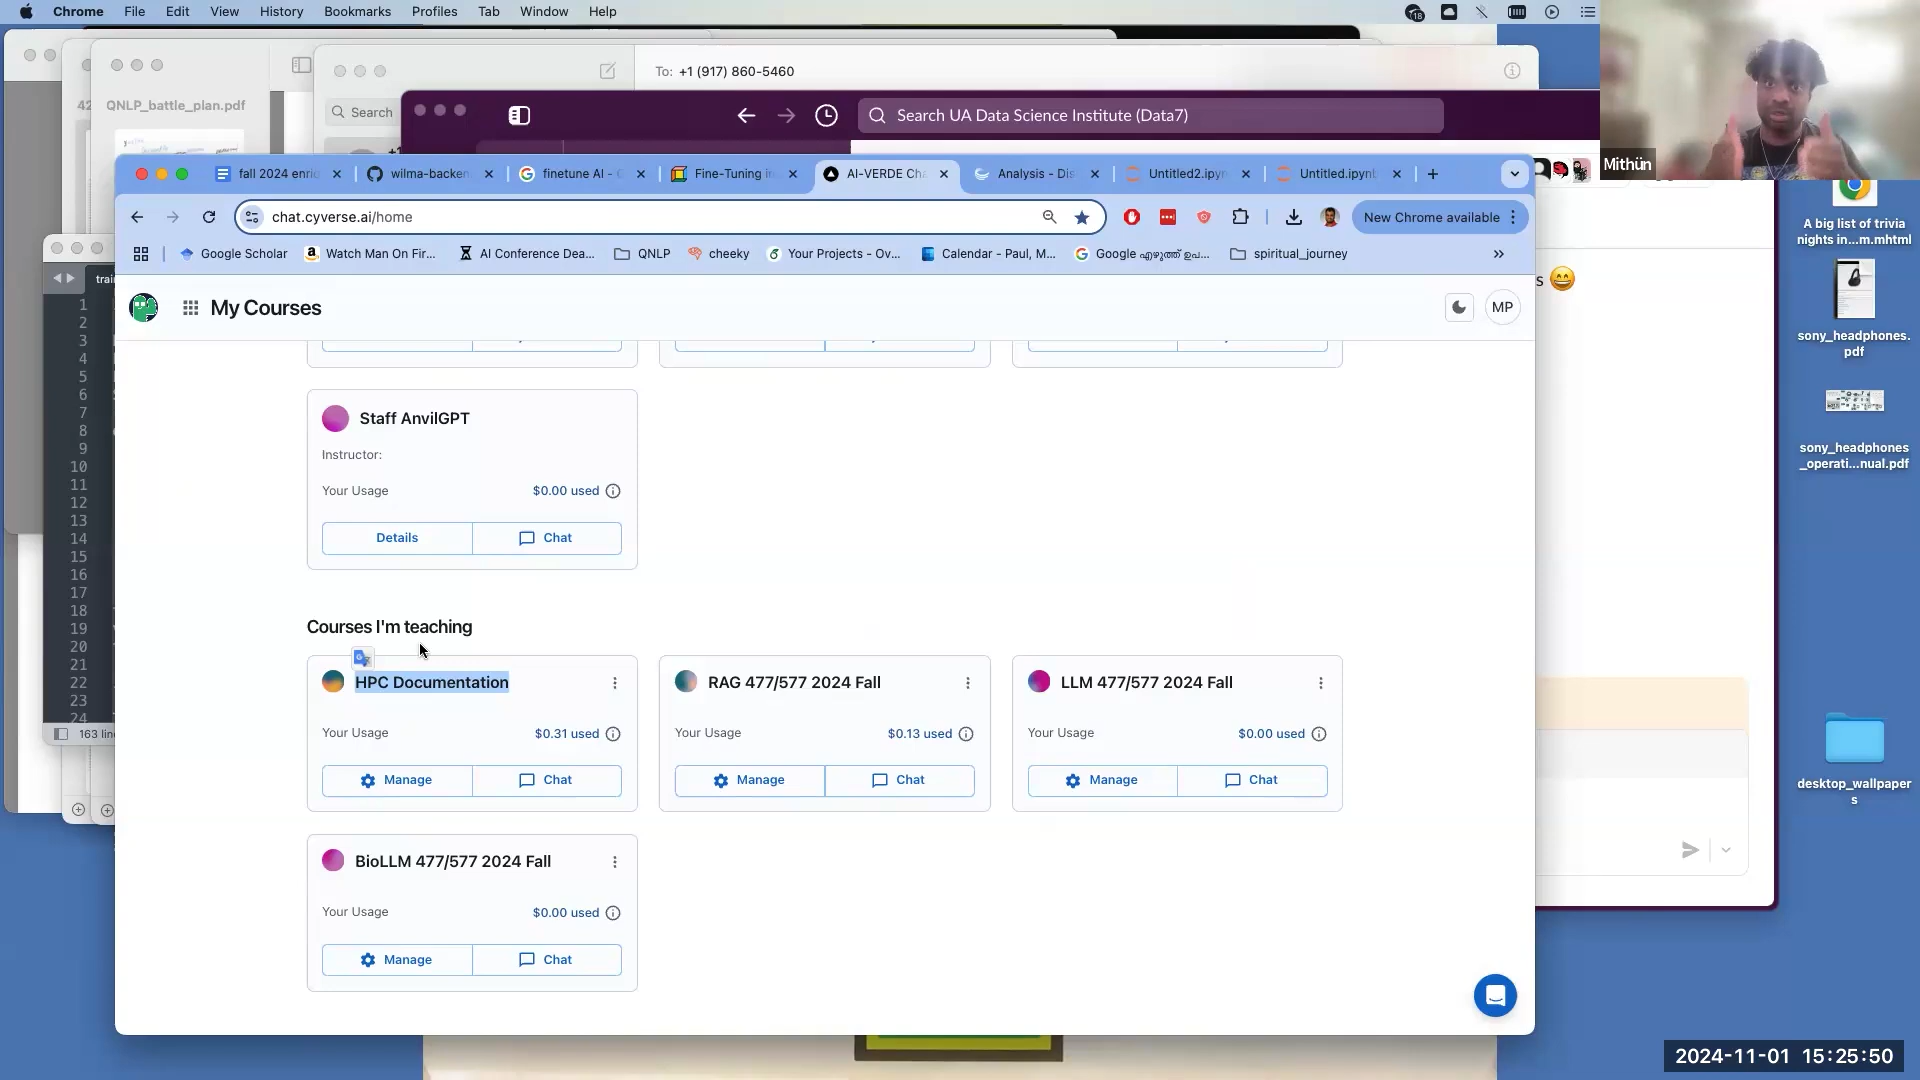 Chrome File Edit View History Bookmarks Profiles Tab Window Help
18
To: +1 (917) 860-5460
42
QNLP_battle_plan.pdf
Search
Search UA Data Science Institute (Data7)
+1
Mithün
fall 2024 enri
wilma-backen
finetune AI - G
Fine-Tuning in
AI-VERDE Cha
Analysis - Dis
Untitled2.ipyn
Untitled.ipynb
chat.cyverse.ai/home
New Chrome available
Google Scholar
Watch Man On Fir...
AI Conference Dea...
QNLP
cheeky
Your Projects - Ov...
Calendar - Paul, M...
Google എഴുത്ത് ഉപ...
spiritual_journey
A big list of trivia
nights in...m.mhtml
s 😄
trai
My Courses
MP
sony_headphones.
pdf
Staff AnvilGPT
Instructor:
Your Usage
$0.00 used
Details
Chat
sony_headphones
_operati...nual.pdf
Courses I'm teaching
HPC Documentation
Your Usage
$0.31 used
Manage
Chat
RAG 477/577 2024 Fall
Your Usage
$0.13 used
Manage
Chat
LLM 477/577 2024 Fall
Your Usage
$0.00 used
Manage
Chat
BioLLM 477/577 2024 Fall
Your Usage
$0.00 used
Manage
Chat
1
2
3
4
5
6
7
8
9
10
11
12
13
14
15
16
17
18
19
20
21
22
23
24
163 lin
desktop_wallpaper
s
2024-11-01 15:25:50